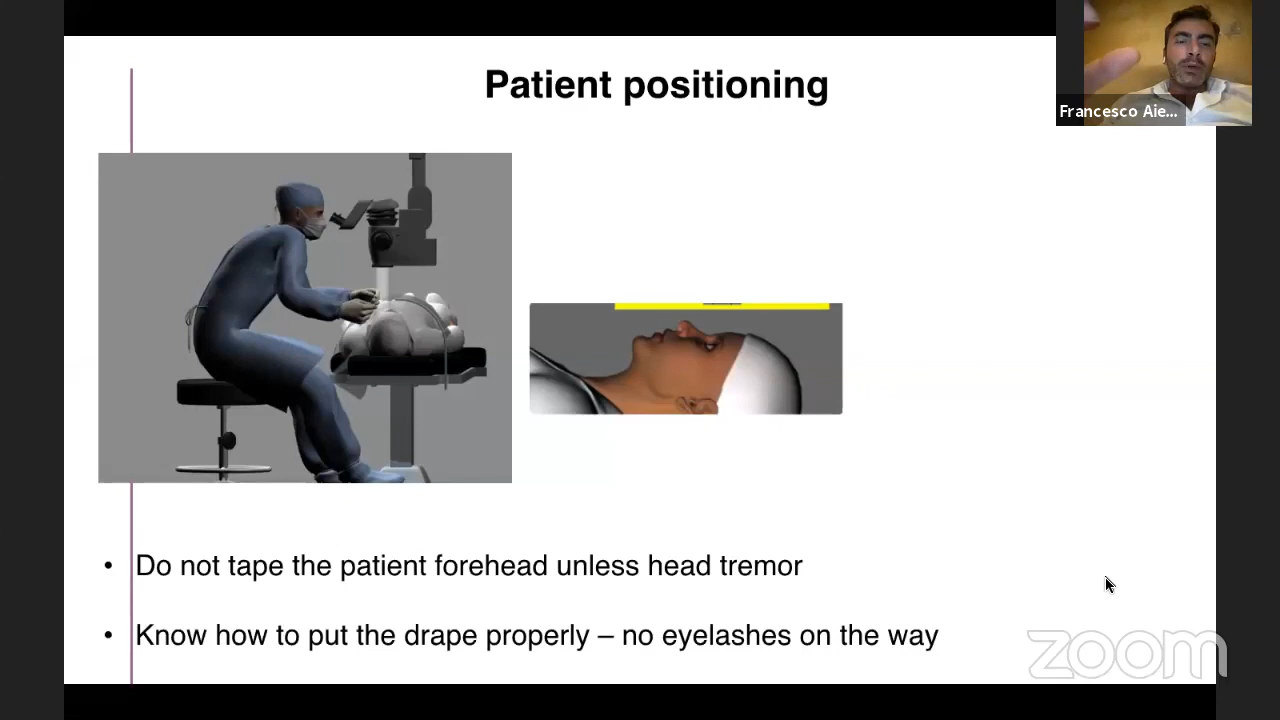 Patient positioning
Francesco Aie...
• Do not tape the patient forehead unless head tremor
• Know how to put the drape properly – no eyelashes on the way
zoom